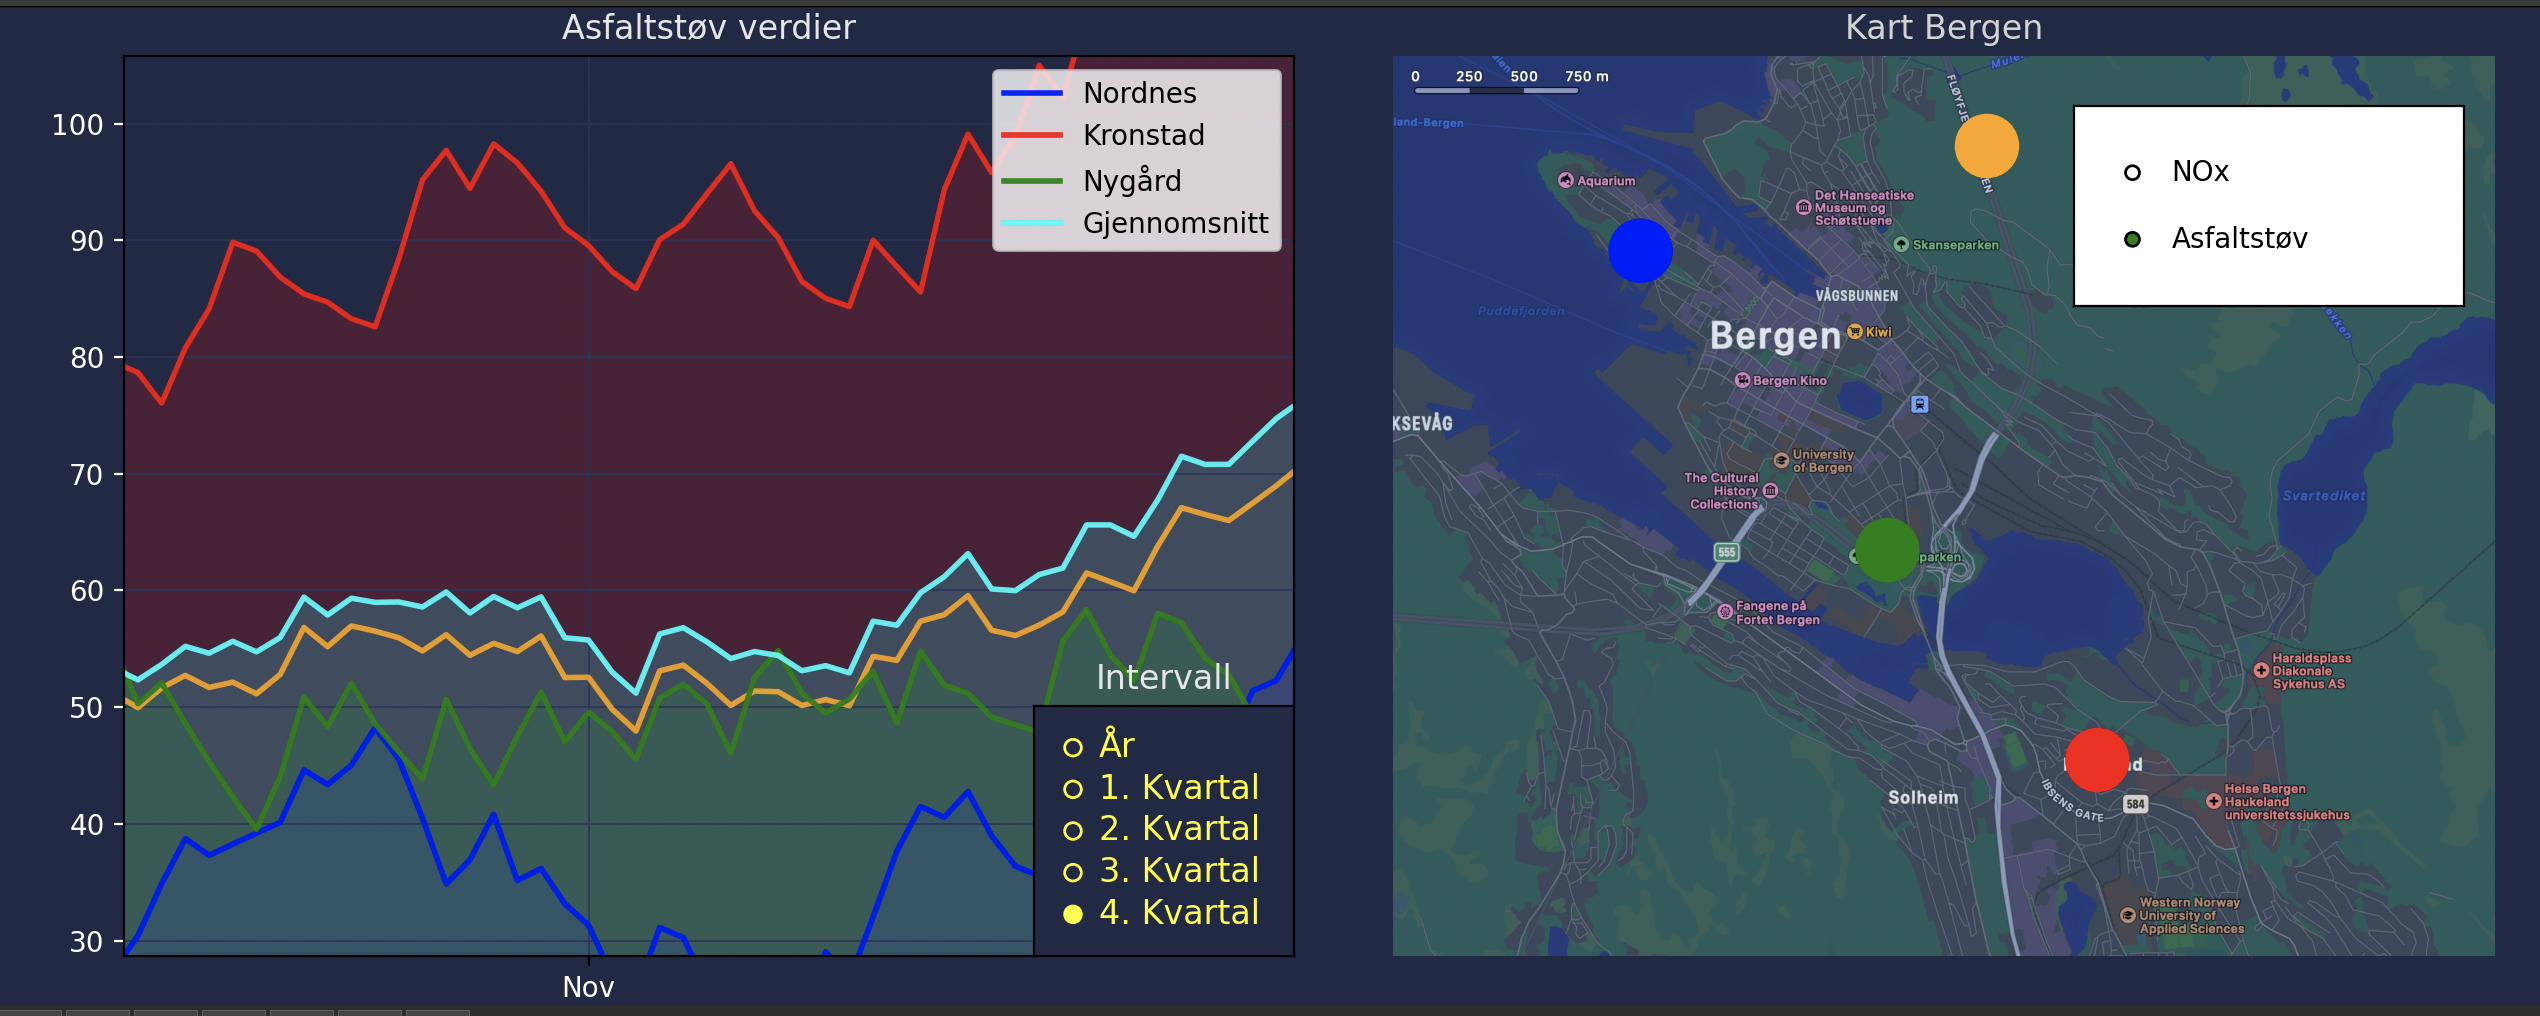 Asfaltstøv verdier
100
90
80
70
60
50
40
30
Nov
Nordnes
Kronstad
Nygård
Gjennomsnitt
Intervall
År
1. Kvartal
2. Kvartal
3. Kvartal
4. Kvartal
Kart Bergen
0 250 500 750 m
land-Bergen
Aquarium
Det Hanseatiske
Museum og
Schøtstuene
Skanseparken
NOx
Asfaltstøv
Puddefjorden
VÅGSBUNNEN
Bergen
Kiwi
Bergen Kino
KSEVÅG
University
of Bergen
The Cultural
History
Collections
Svartediket
555
parken
Fangene på
Fortet Bergen
Haraldsplass
Diakonale
Sykehus AS
Solheim
IBSENS GATE
584
Helse Bergen
Haukeland
universitetssjukehus
Western Norway
University of
Applied Sciences